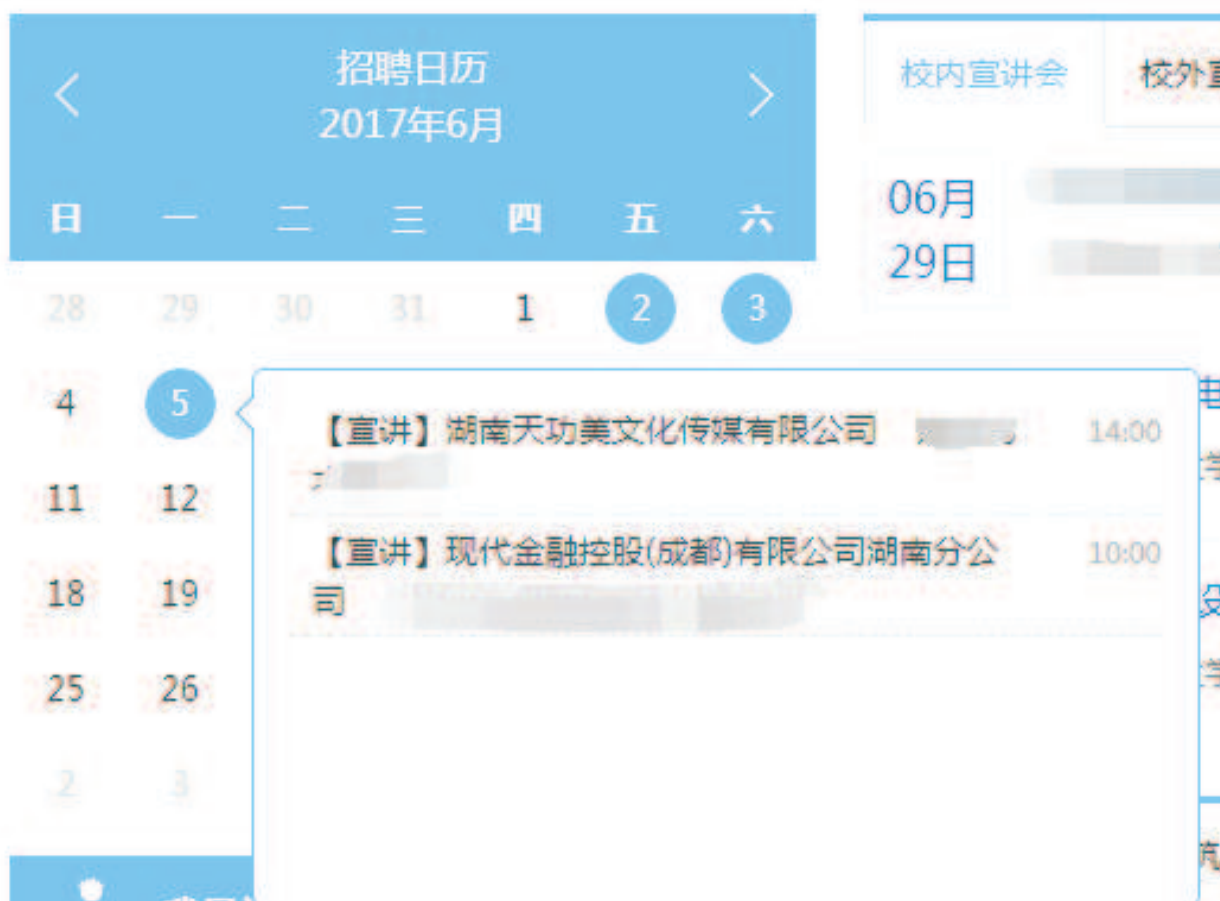 招聘日历
2017年6月
日 一 二 三 四 五 六
28 29 30 31 1 2 3
4 5
11 12
18 19
25 26
2 3
【宣讲】湖南天功美文化传媒有限公司 14:00
【宣讲】现代金融控股(成都)有限公司湖南分公 10:00
司
校内宣讲会 校外
06月
29日